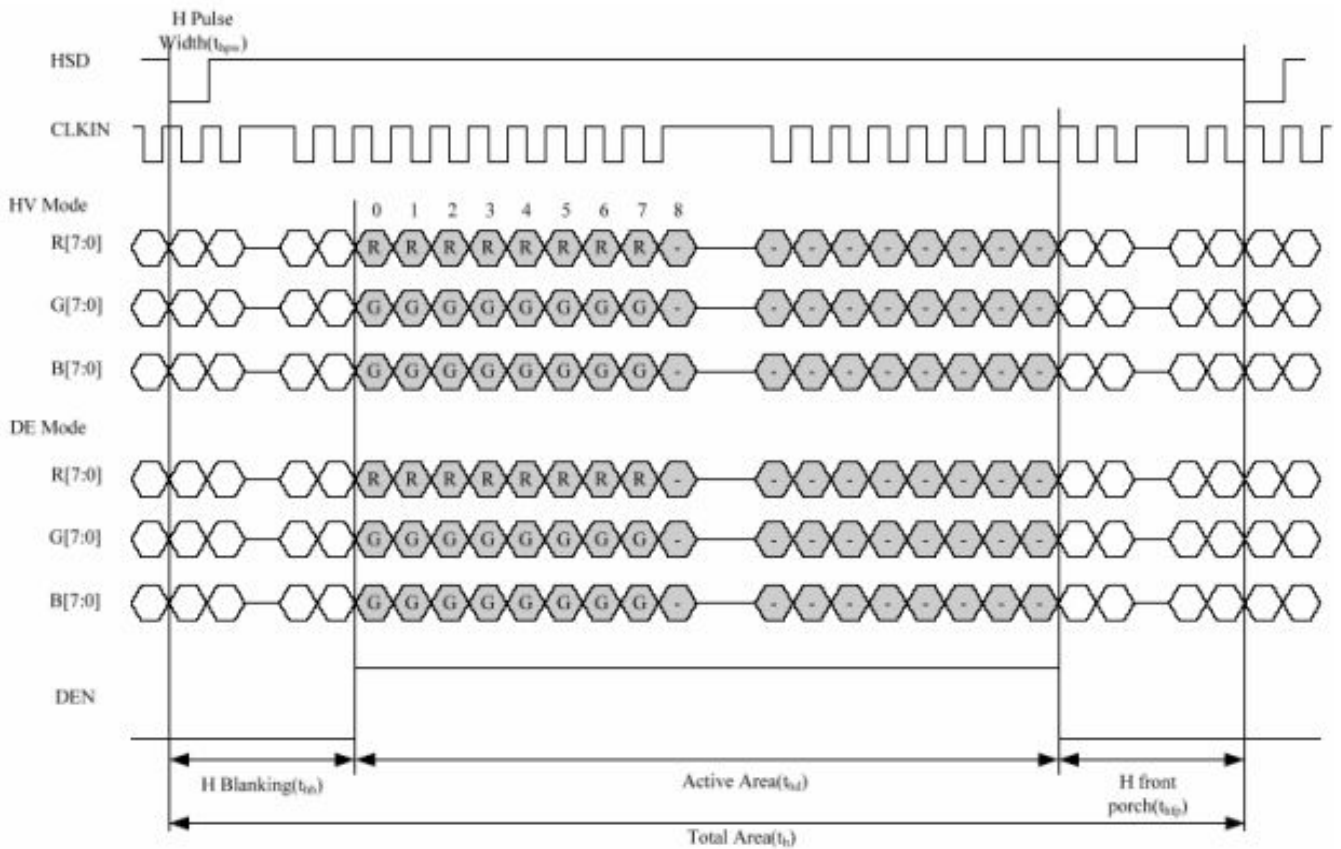 H Pulse
Width(thpw)
HSD
CLKIN
HV Mode
0 1 2 3 4 5 6 7 8
R[7:0] R R R R R R R R - - - - - - - - -
G[7:0] G G G G G G G G - - - - - - - - -
B[7:0] G G G G G G G G - - - - - - - - -
DE Mode
R[7:0] R R R R R R R R - - - - - - - - -
G[7:0] G G G G G G G G - - - - - - - - -
B[7:0] G G G G G G G G - - - - - - - - -
DEN
H Blanking(thb)
Active Area(thd)
H front
porch(thfp)
Total Area(th)